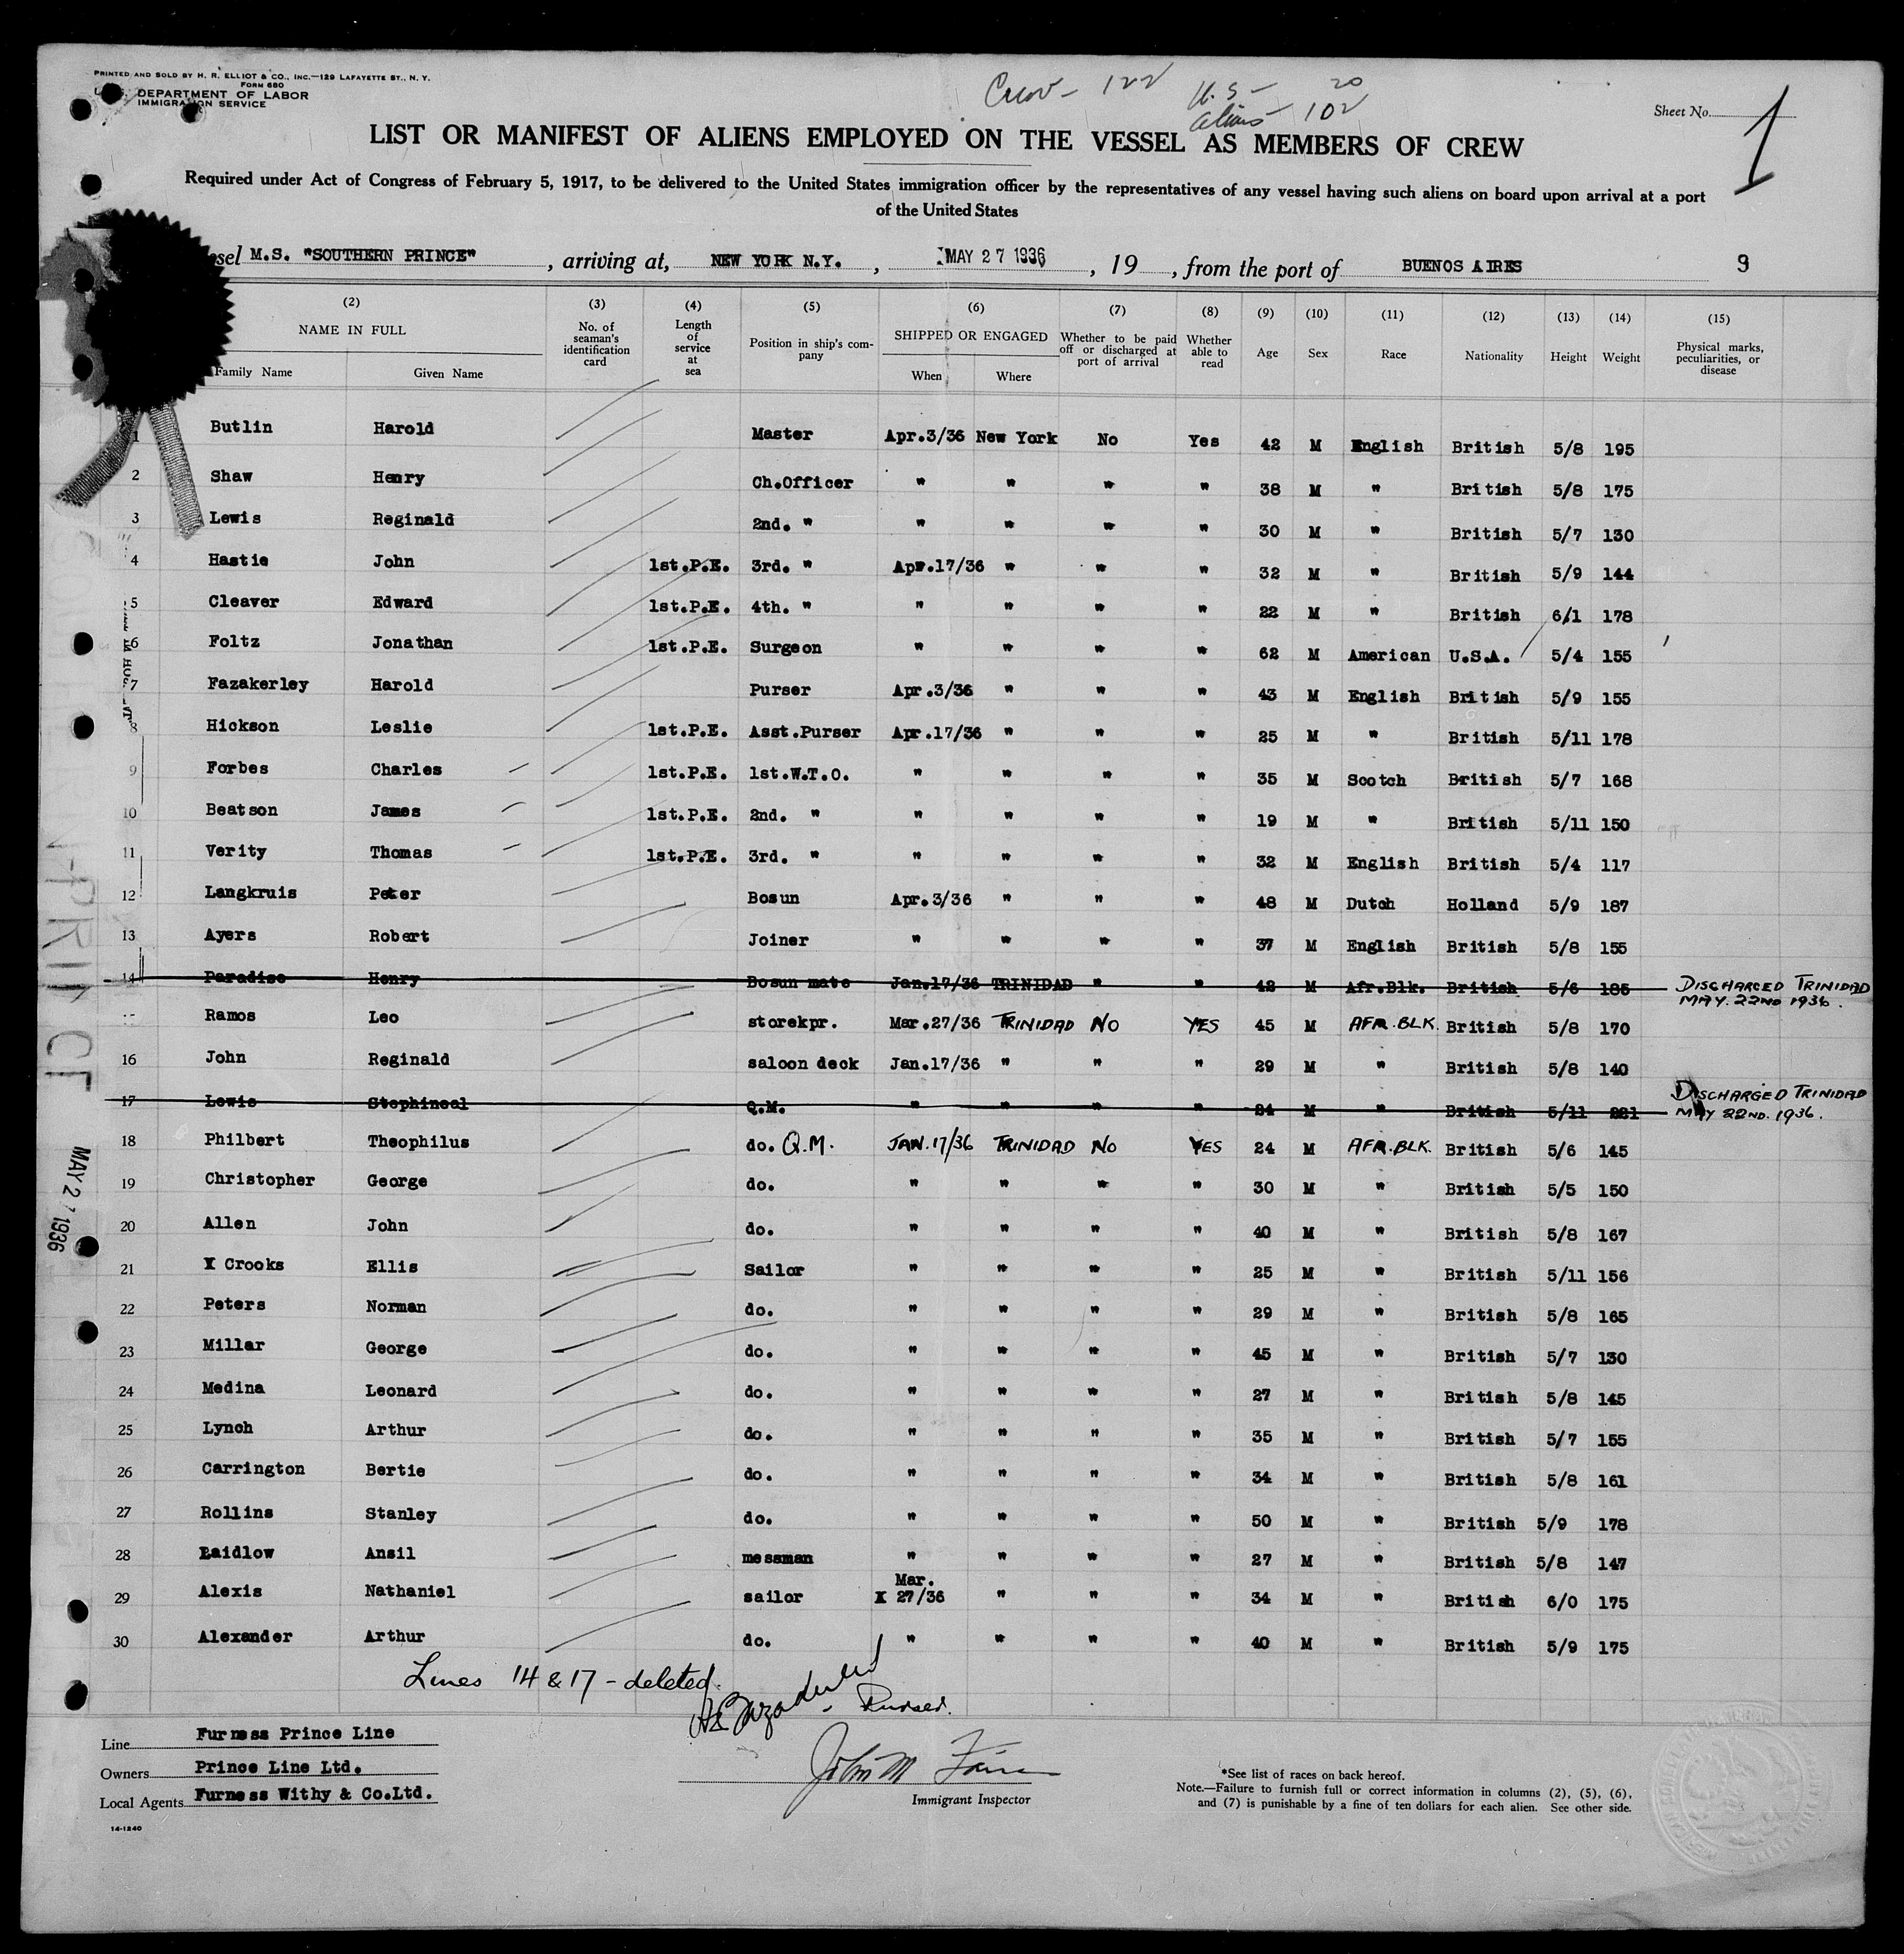 PRINTED AND SOLD BY H. R. ELLIOT & CO., INC.—129 LAFAYETTE ST., N. Y.
FORM 680
DEPARTMENT OF LABOR
IMMIGRATION SERVICE
Crew - 122
U.S - 20
Aliens - 102
Sheet No. 1
LIST OR MANIFEST OF ALIENS EMPLOYED ON THE VESSEL AS MEMBERS OF CREW
Required under Act of Congress of February 5, 1917, to be delivered to the United States immigration officer by the representatives of any vessel having such aliens on board upon arrival at a port
of the United States
M.S. "SOUTHERN PRINCE", arriving at, NEW YORK N.Y., MAY 27 1936, 19, from the port of BUENOS AIRES 9
(2) (3) (4) (5) (6) (7) (8) (9) (10) (11) (12) (13) (14) (15)
NAME IN FULL No. of seaman's identification card Length of service at sea Position in ship's company SHIPPED OR ENGAGED Whether to be paid off or discharged at port of arrival Whether able to read Age Sex Race Nationality Height Weight Physical marks, peculiarities, or disease
Family Name Given Name When Where
1 Butlin Harold Master Apr.3/36 New York No Yes 42 M English British 5/8 195
2 Shaw Henry Ch.Officer " " " " 38 M " British 5/8 175
3 Lewis Reginald 2nd. " " " " " 30 M " British 5/7 130
4 Hastie John 1st.P.E. 3rd. " Apr.17/36 " " " 32 M " British 5/9 144
5 Cleaver Edward 1st.P.E. 4th. " " " " " 22 M " British 6/1 178
6 Foltz Jonathan 1st.P.E. Surgeon " " " " 62 M American U.S.A. 5/4 155
7 Fazakerley Harold Purser Apr.3/36 " " " 43 M English British 5/9 155
8 Hickson Leslie 1st.P.E. Asst.Purser Apr.17/36 " " " 25 M " British 5/11 178
9 Forbes Charles 1st.P.E. 1st.W.T.O. " " " " 35 M Scotch British 5/7 168
10 Beatson James 1st.P.E. 2nd. " " " " " 19 M " British 5/11 150
11 Verity Thomas 1st.P.E. 3rd. " " " " " 32 M English British 5/4 117
12 Langkruis Peter Bosun Apr.3/36 " " " 48 M Dutch Holland 5/9 187
13 Ayers Robert Joiner " " " " 37 M English British 5/8 155
14 Paradise Henry Bosun mate Jan.17/36 TRINIDAD " " 42 M Afr.Blk. British 5/6 185 DISCHARGED TRINIDAD
MAY. 22ND 1936.
Ramos Leo storekpr. Mar.27/36 TRINIDAD NO YES 45 M AFR.BLK. British 5/8 170
16 John Reginald saloon deck Jan.17/36 " " " 29 M " British 5/8 140
17 Lewis Stephineal Q.M. " " " " 24 M " British 5/11 221 DISCHARGED TRINIDAD
MAY 22ND. 1936.
18 Philbert Theophilus do. Q.M. JAN.17/36 TRINIDAD NO YES 24 M AFR.BLK. British 5/6 145
19 Christopher George do. " " " " 30 M " British 5/5 150
20 Allen John do. " " " " 40 M " British 5/8 167
21 X Crooks Ellis Sailor " " " " 25 M " British 5/11 156
22 Peters Norman do. " " " " 29 M " British 5/8 165
23 Millar George do. " " " " 45 M " British 5/7 130
24 Medina Leonard do. " " " " 27 M " British 5/8 145
25 Lynch Arthur do. " " " " 35 M " British 5/7 155
26 Carrington Bertie do. " " " " 34 M " British 5/8 161
27 Rollins Stanley do. " " " " 50 M " British 5/9 178
28 Laidlow Ansil messman " " " " 27 M " British 5/8 147
29 Alexis Nathaniel sailor X Mar. 27/36 " " " 34 M " British 6/0 175
30 Alexander Arthur do. " " " " 40 M " British 5/9 175
Lines 14 & 17 - deleted.
- Purser.
Line Furness Prince Line
Owners Prince Line Ltd.
Local Agents Furness Withy & Co.Ltd.
14-1240
John M
Immigrant Inspector
*See list of races on back hereof.
Note.—Failure to furnish full or correct information in columns (2), (5), (6),
and (7) is punishable by a fine of ten dollars for each alien. See other side.
MAY 27 1936